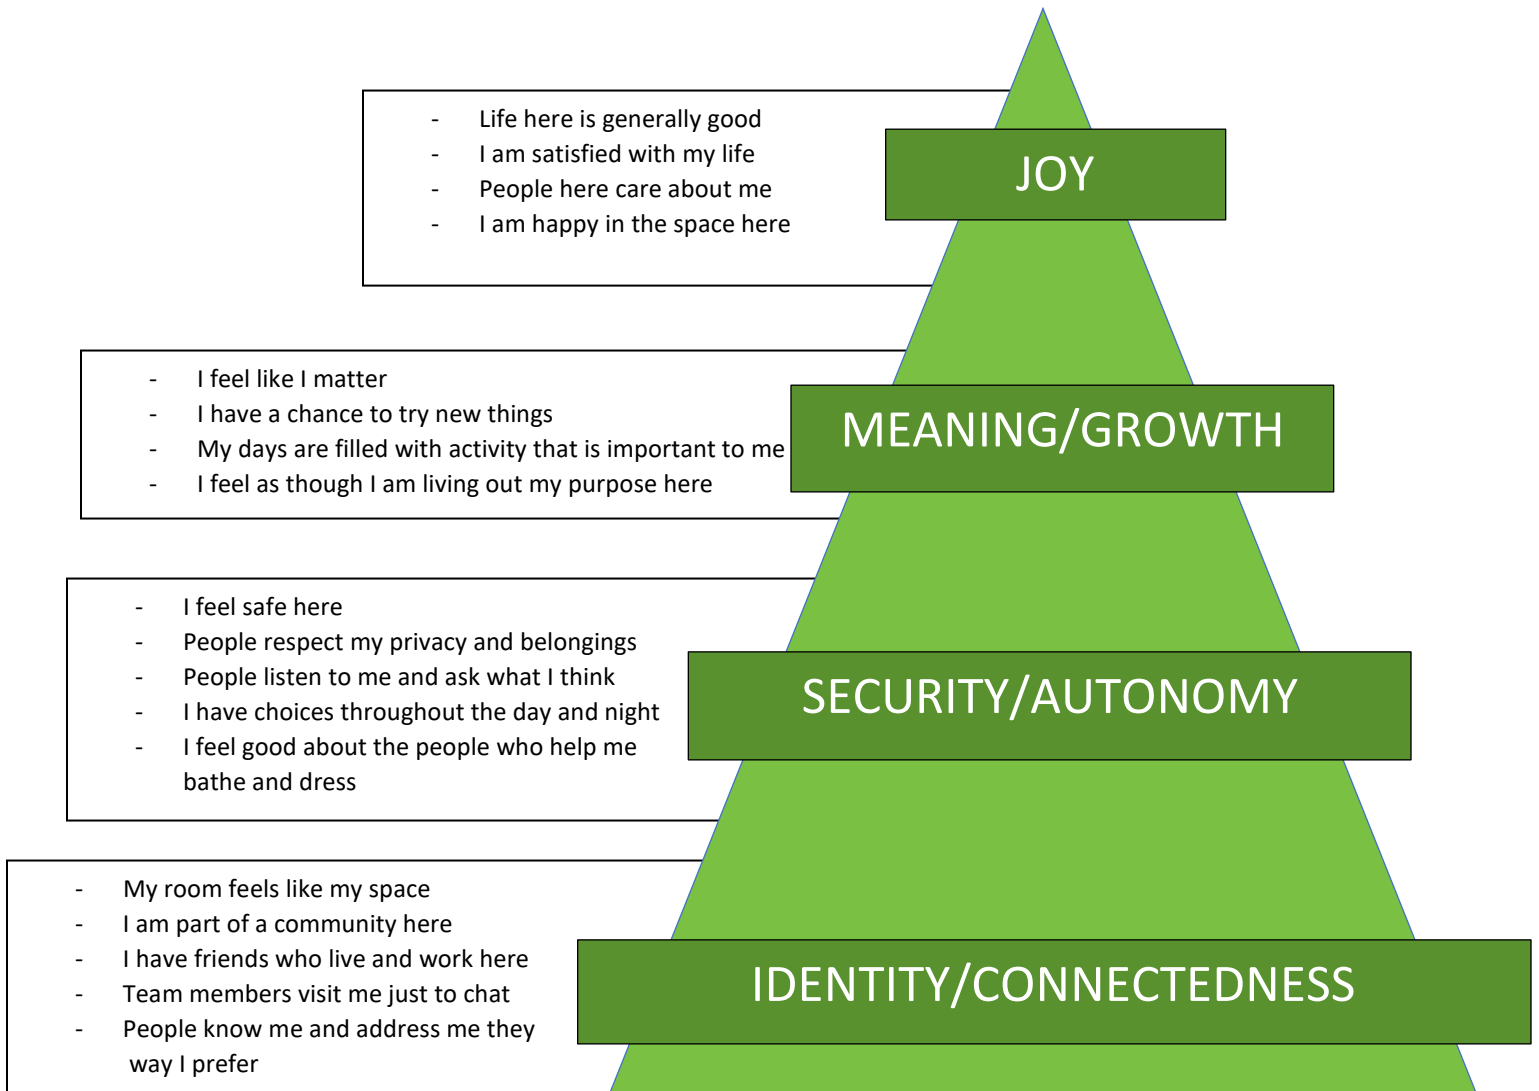 - Life here is generally good
- I am satisfied with my life
- People here care about me
- I am happy in the space here
JOY
- I feel like I matter
- I have a chance to try new things
- My days are filled with activity that is important to me
- I feel as though I am living out my purpose here
MEANING/GROWTH
- I feel safe here
- People respect my privacy and belongings
- People listen to me and ask what I think
- I have choices throughout the day and night
- I feel good about the people who help me
bathe and dress
SECURITY/AUTONOMY
- My room feels like my space
- I am part of a community here
- I have friends who live and work here
- Team members visit me just to chat
- People know me and address me they
way I prefer
IDENTITY/CONNECTEDNESS